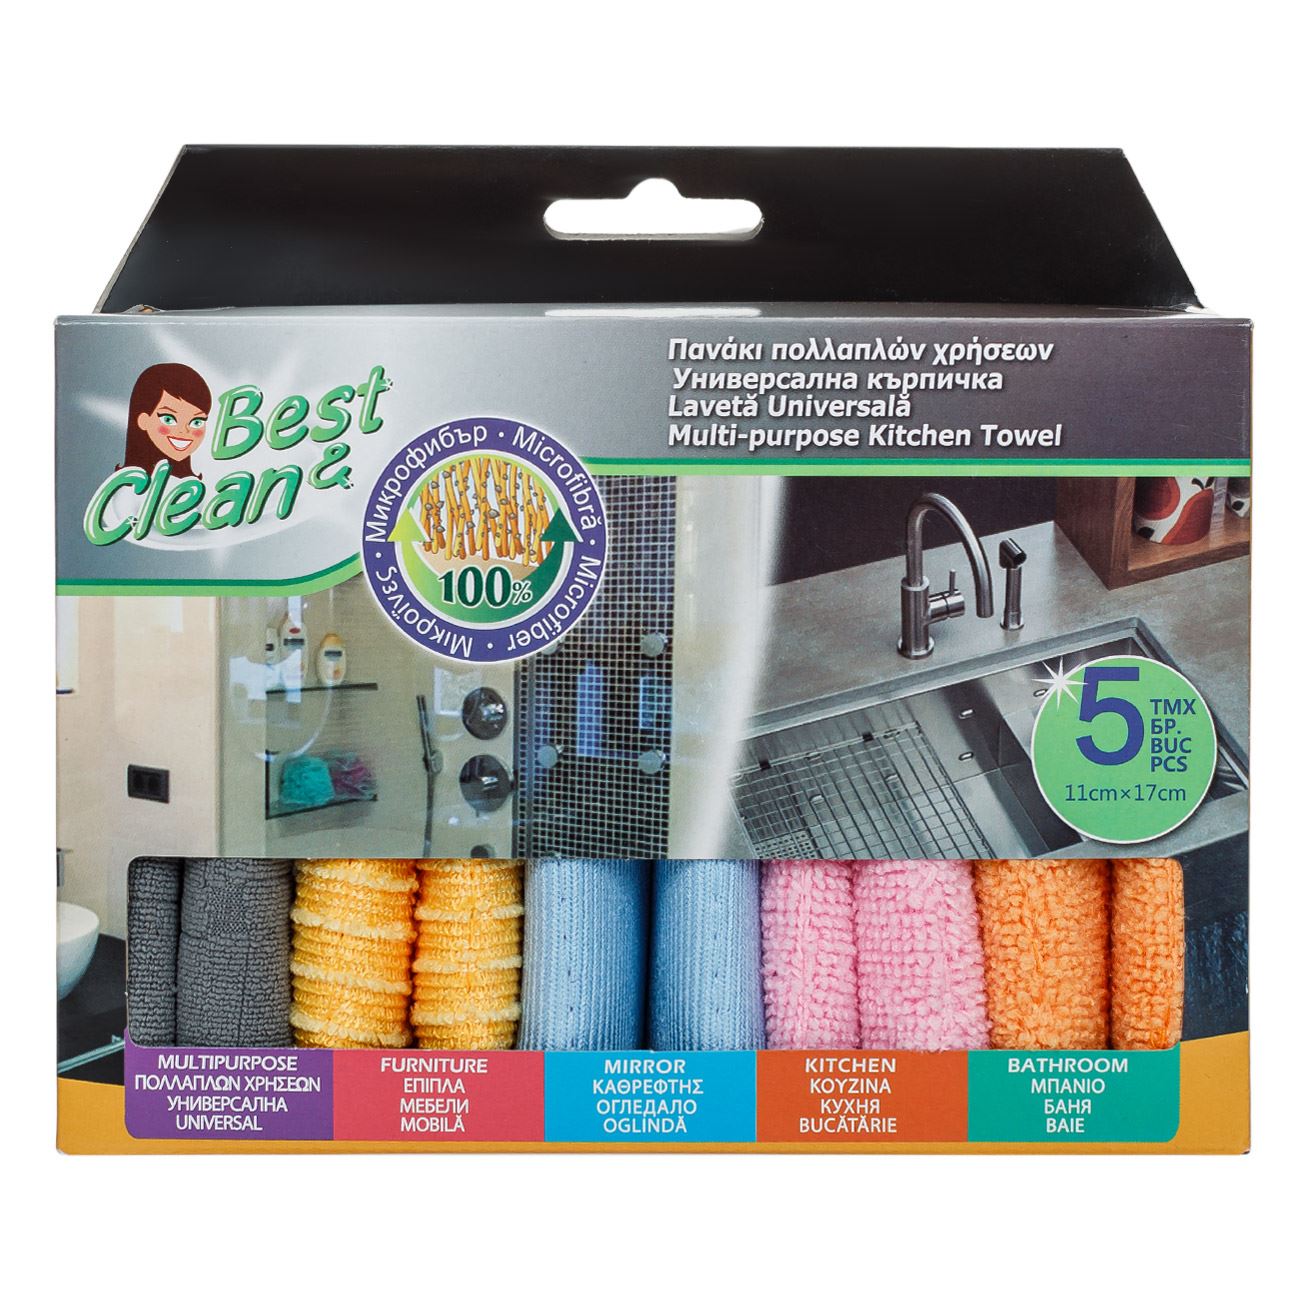 Best
& Clean
Πανάκι πολλαπλών χρήσεων
Универсална кърпичка
Lavetă Universală
Multi-purpose Kitchen Towel
Микрофибър · Microfibră · Microfiber · Μικροΐνες ·
100%
5
ΤΜΧ
БР.
BUC
PCS
11cm×17cm
MULTIPURPOSE
ΠΟΛΛΑΠΛΩΝ ΧΡΗΣΕΩΝ
УНИВЕРСАЛНА
UNIVERSAL
FURNITURE
ΕΠΙΠΛΑ
МЕБЕЛИ
MOBILĂ
MIRROR
ΚΑΘΡΕΦΤΗΣ
ОГЛЕДАЛО
OGLINDĂ
KITCHEN
ΚΟΥΖΙΝΑ
КУХНЯ
BUCĂTĂRIE
BATHROOM
ΜΠΑΝΙΟ
БАНЯ
BAIE